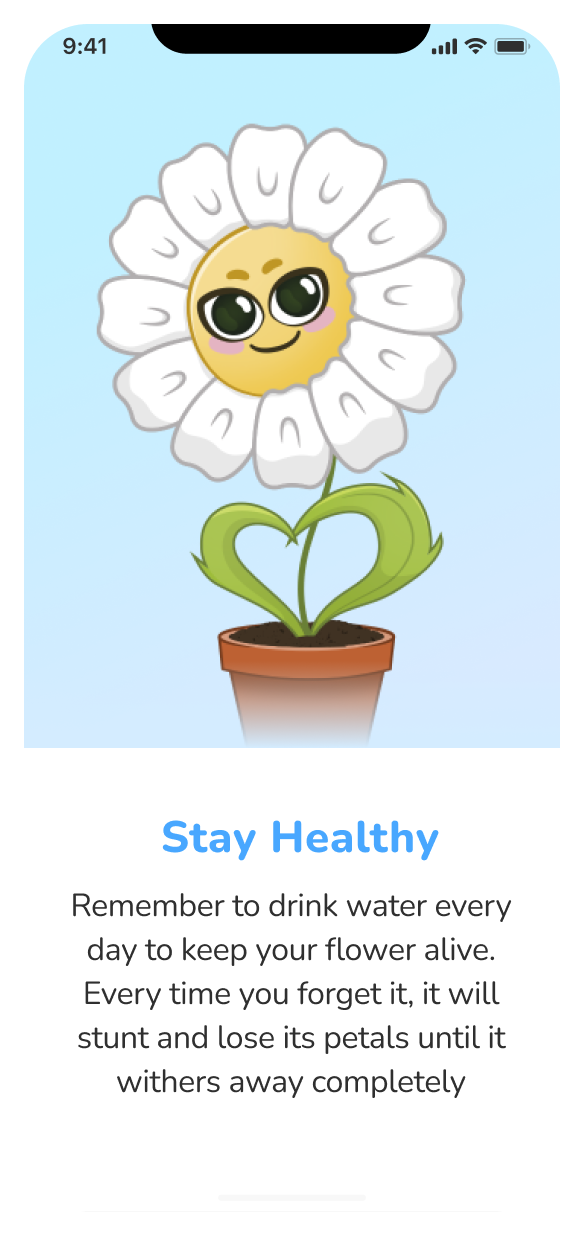 9:41
Stay Healthy
Remember to drink water every
day to keep your flower alive.
Every time you forget it, it will
stunt and lose its petals until it
withers away completely